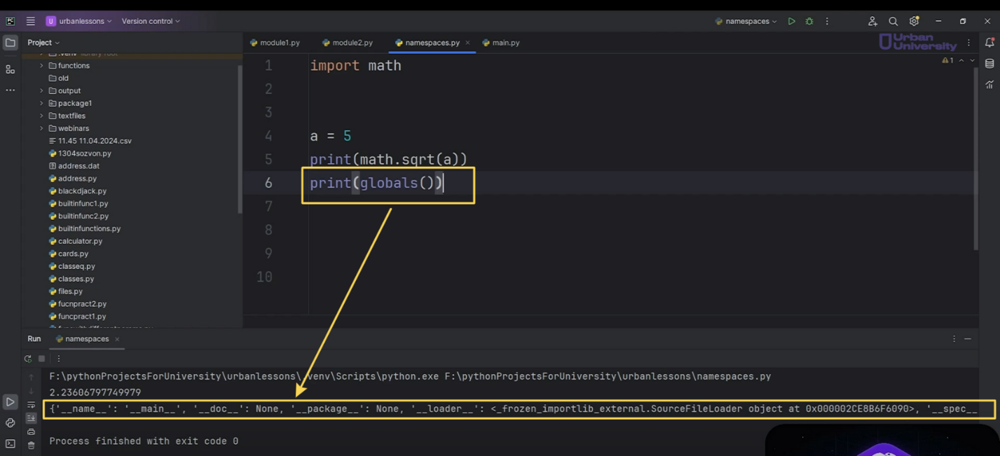 PC
U urbanlessons Version control namespaces
Project
module1.py module2.py namespaces.py main.py
Urban
University
.venv library root
functions
old
output
package1
textfiles
webinars
11.45 11.04.2024.csv
1304sozvon.py
address.dat
address.py
blackdjack.py
builtinfunc1.py
builtinfunc2.py
builtinfunctions.py
calculator.py
cards.py
classeq.py
classes.py
files.py
fucnpract2.py
funcpract1.py
1
1 import math
2
3
4 a = 5
5 print(math.sqrt(a))
6 print(globals())
7
8
9
10
Run namespaces
F:\pythonProjectsForUniversity\urbanlessons\.venv\Scripts\python.exe F:\pythonProjectsForUniversity\urbanlessons\namespaces.py
2.23606797749979
{'__name__': '__main__', '__doc__': None, '__package__': None, '__loader__': <_frozen_importlib_external.SourceFileLoader object at 0x000002CE8B6F6090>, '__spec__
Process finished with exit code 0